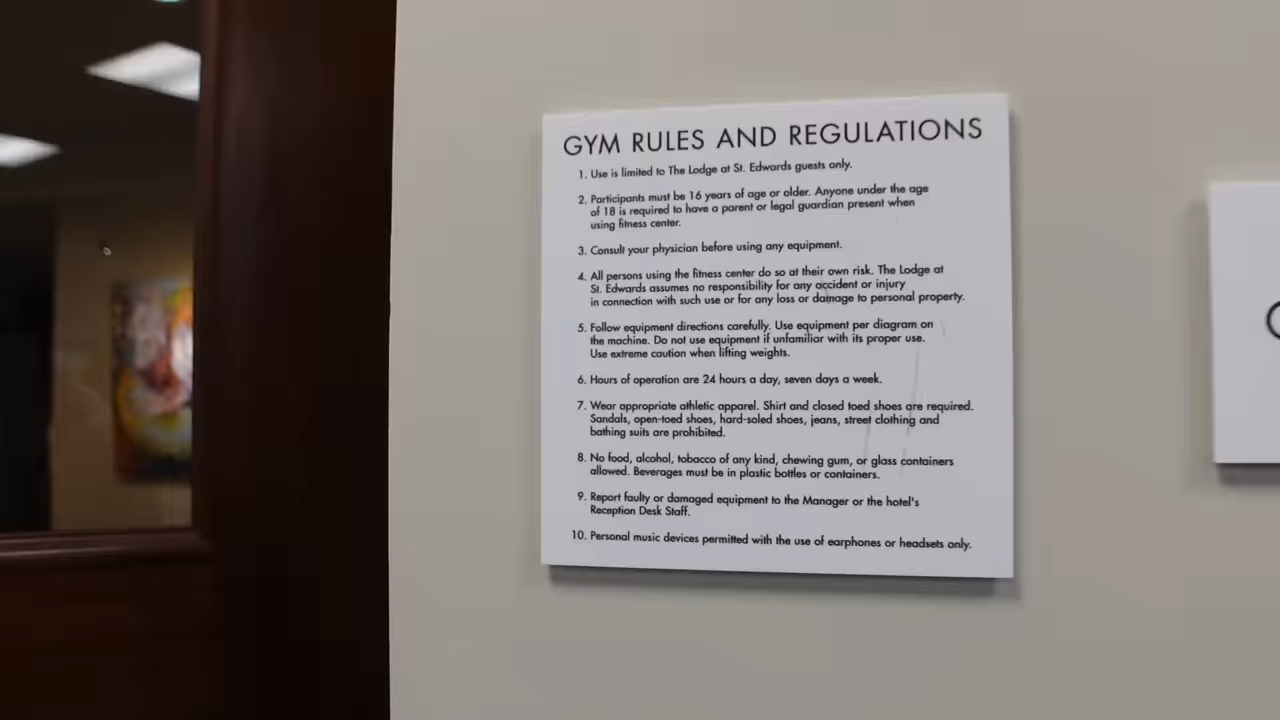 GYM RULES AND REGULATIONS
1. Use is limited to The Lodge at St. Edwards guests only.
2. Participants must be 16 years of age or older. Anyone under the age
of 18 is required to have a parent or legal guardian present when
using fitness center.
3. Consult your physician before using any equipment.
4. All persons using the fitness center do so at their own risk. The Lodge at
St. Edwards assumes no responsibility for any accident or injury
in connection with such use or for any loss or damage to personal property.
5. Follow equipment directions carefully. Use equipment per diagram on
the machine. Do not use equipment if unfamiliar with its proper use.
Use extreme caution when lifting weights.
6. Hours of operation are 24 hours a day, seven days a week.
7. Wear appropriate athletic apparel. Shirt and closed toed shoes are required.
Sandals, open-toed shoes, hard-soled shoes, jeans, street clothing and
bathing suits are prohibited.
8. No food, alcohol, tobacco of any kind, chewing gum, or glass containers
allowed. Beverages must be in plastic bottles or containers.
9. Report faulty or damaged equipment to the Manager or the hotel's
Reception Desk Staff.
10. Personal music devices permitted with the use of earphones or headsets only.